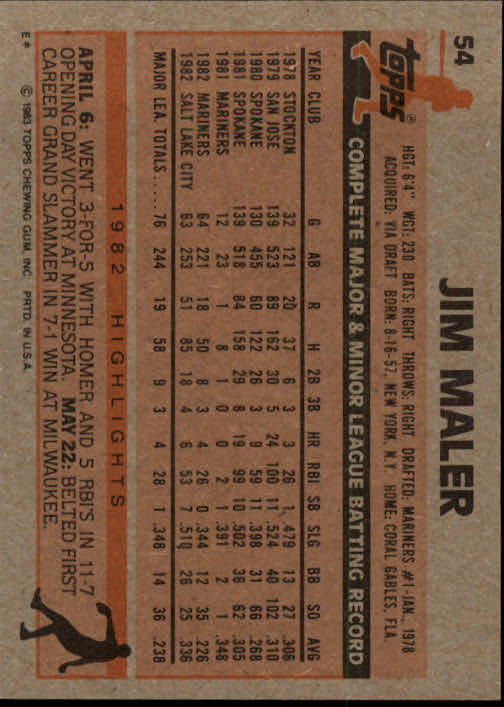 54
JIM MALER
TOPPS®
HGT: 6'4" WGT: 230 BATS: RIGHT THROWS: RIGHT DRAFTED: MARINERS #1-JAN., 1978
ACQUIRED: VIA DRAFT BORN: 8-16-57, NEW YORK, N.Y. HOME: CORAL GABLES, FLA.
COMPLETE MAJOR & MINOR LEAGUE BATTING RECORD
YEAR CLUB G AB R H 2B 3B HR RBI SB SLG BB SO AVG
1978 STOCKTON 32 121 20 37 6 3 3 26 1 .479 13 27 .306
1979 SAN JOSE 139 523 89 162 30 5 24 100 11 .524 40 102 .310
1980 SPOKANE 130 455 60 122 26 3 9 59 11 .398 31 66 .268
1981 SPOKANE 139 518 84 158 29 8 19 99 10 .502 36 62 .305
1981 MARINERS 12 23 1 8 1 0 0 2 1 .391 2 1 .348
1982 MARINERS 64 221 18 50 8 3 4 26 0 .344 12 35 .226
1982 SALT LAKE CITY 63 253 51 85 18 4 6 53 7 .510 26 25 .336
MAJOR LEA. TOTALS 76 244 19 58 9 3 4 28 1 .348 14 36 .238
1982 HIGHLIGHTS
APRIL 6: WENT 3-FOR-5 WITH HOMER AND 5 RBI'S IN 11-7
OPENING DAY VICTORY AT MINNESOTA. MAY 22: BELTED FIRST
CAREER GRAND SLAMMER IN 7-1 WIN AT MILWAUKEE.
E* © 1983 TOPPS CHEWING GUM, INC. PRTD. IN U.S.A.